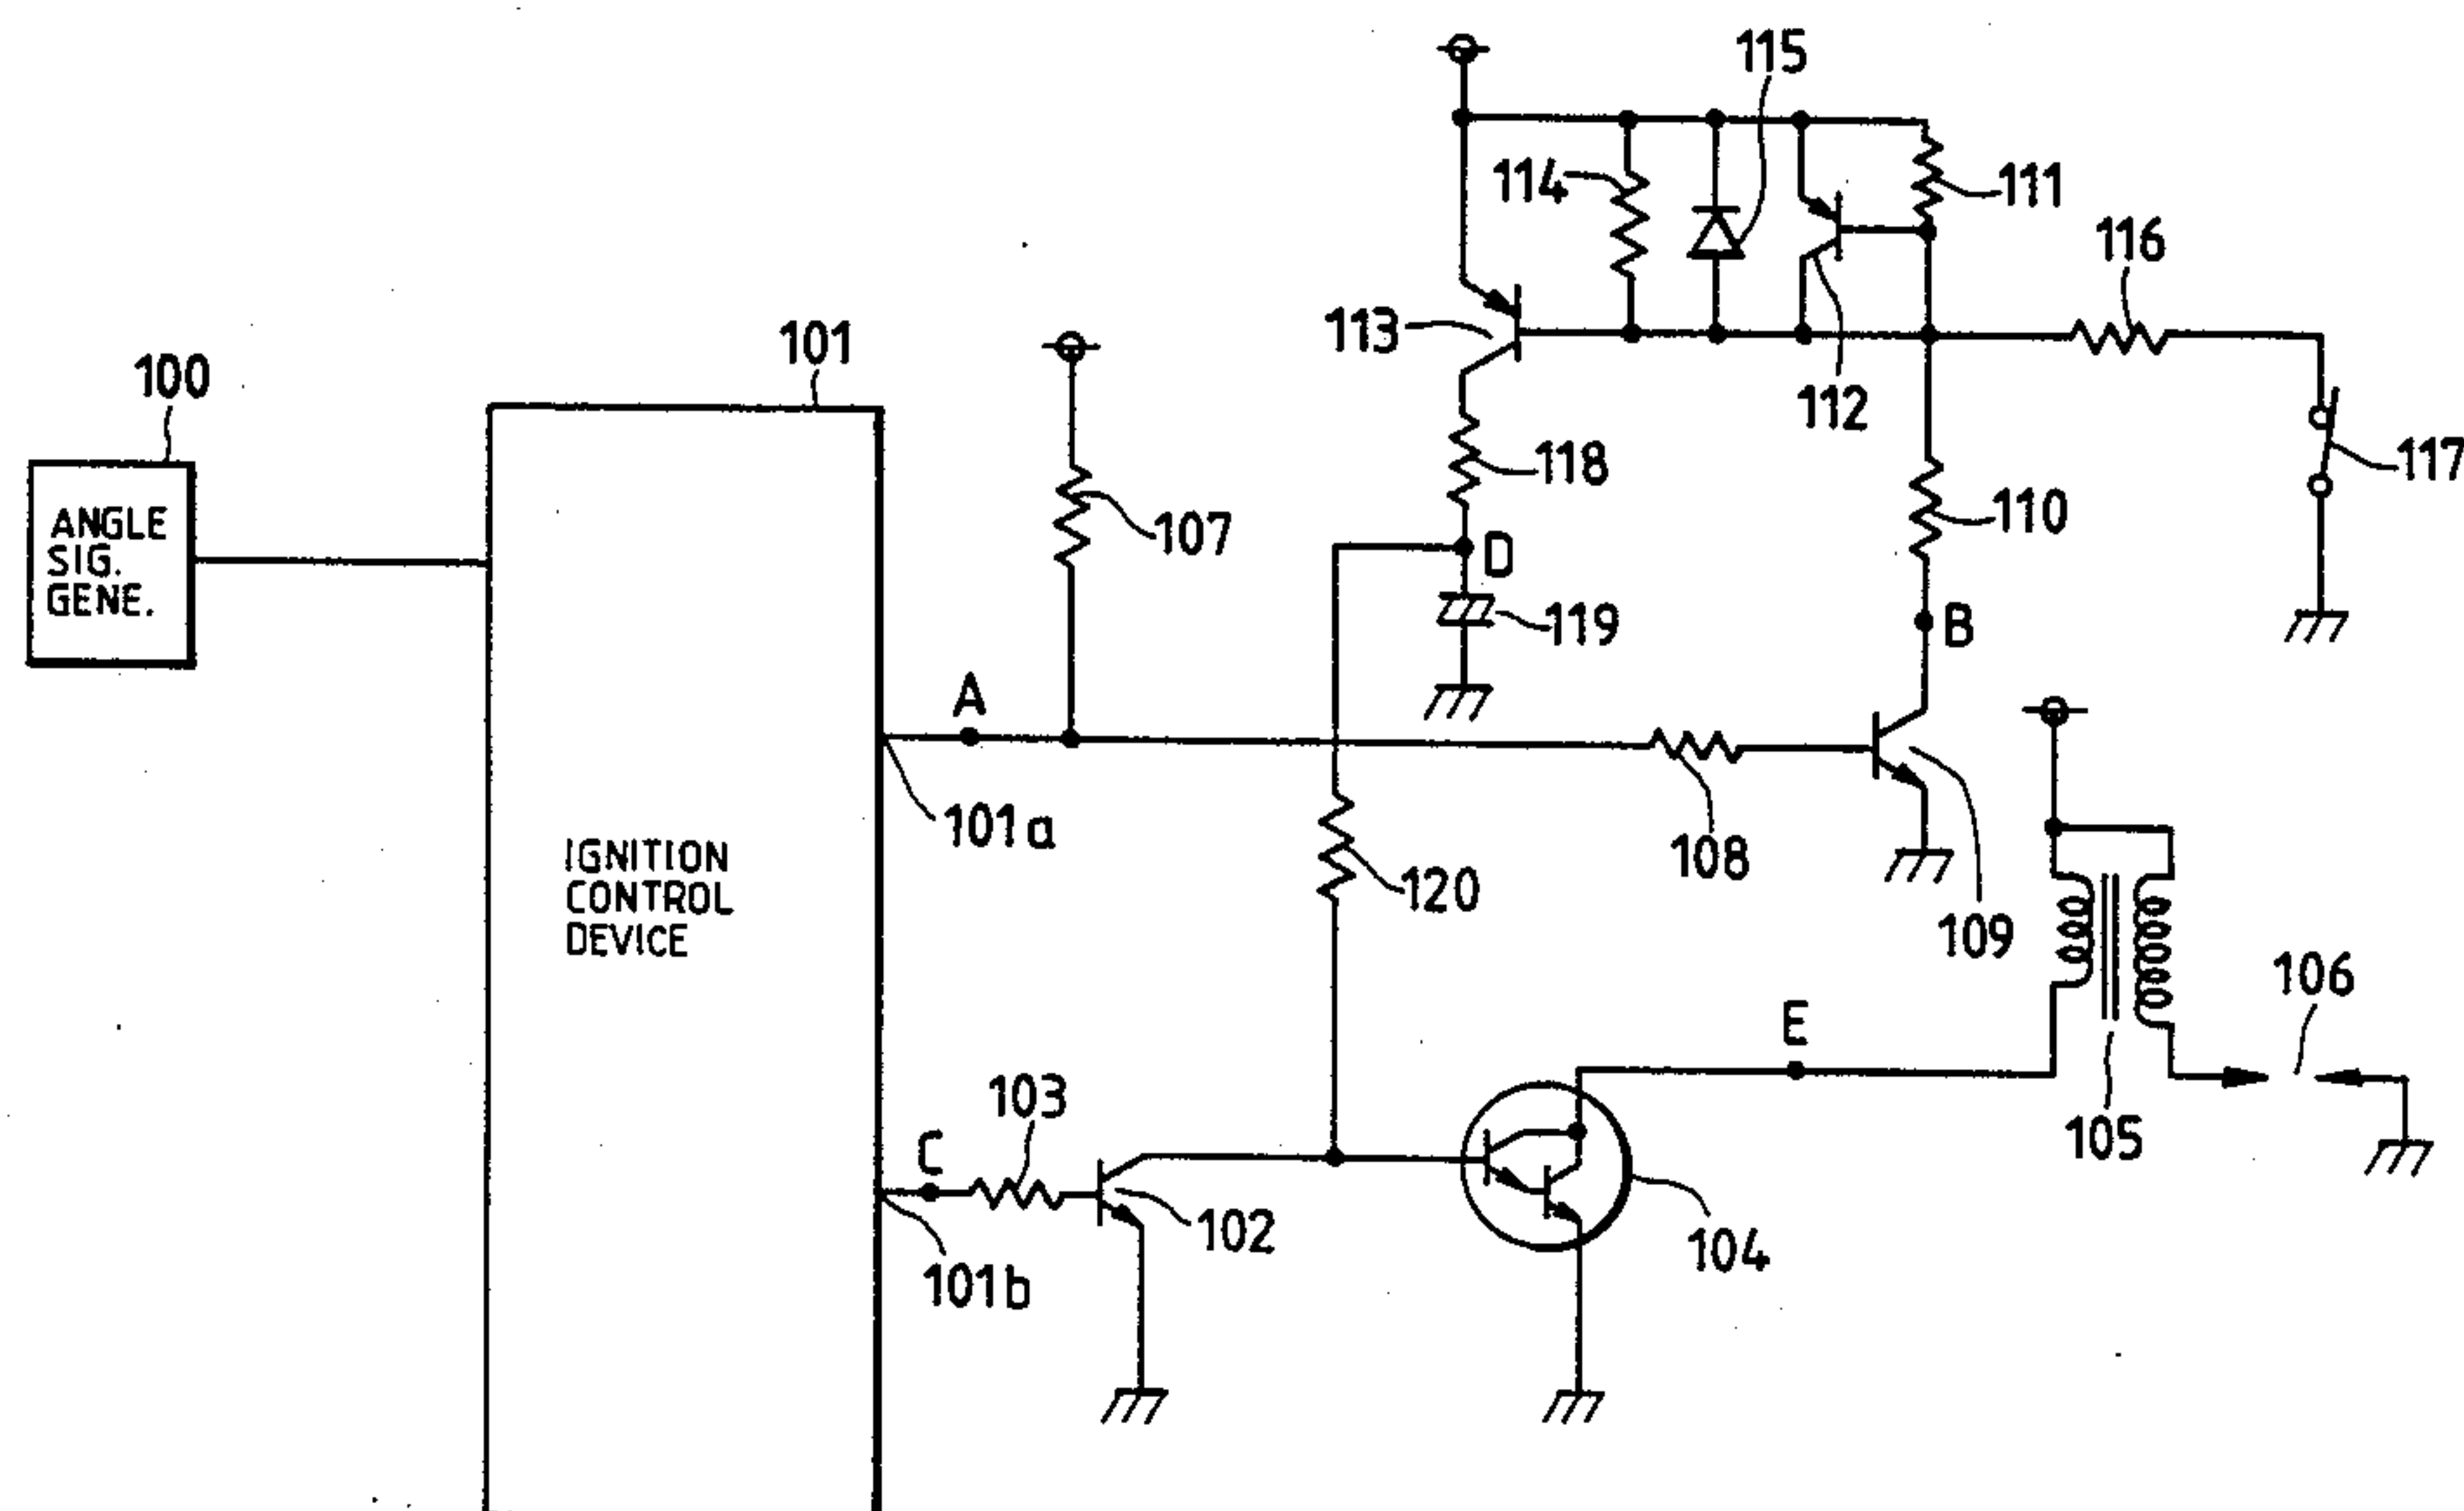 115
114
111
116
113
112
101
100
118
117
107
110
ANGLE
SIG.
GENE.
D
119
B
A
101a
108
120
IGNITION
CONTROL
DEVICE
109
106
E
103
C
105
102
104
101b